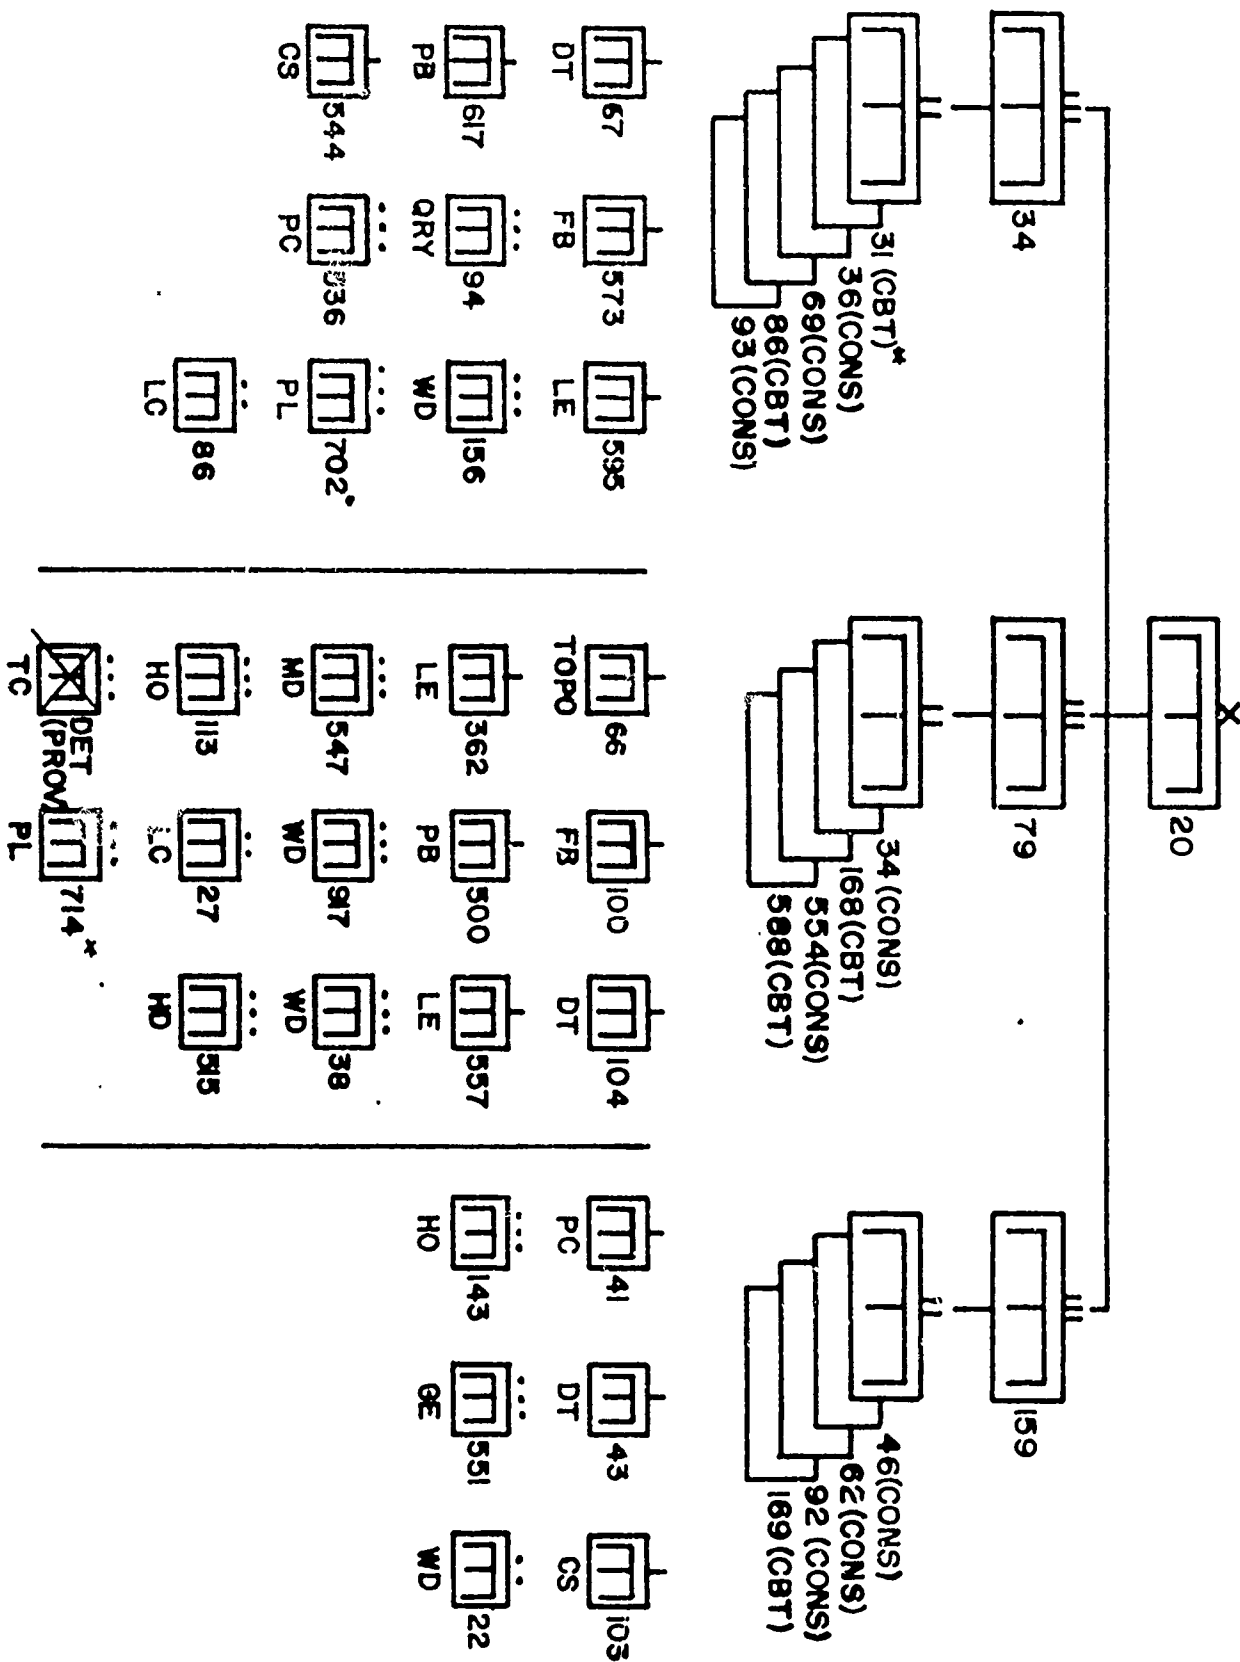 X
20
34
79
159
31 (CBT)*
36(CONS)
69(CONS)
86(CBT)
93(CONS)
34 (CONS)
168(CBT)
554(CONS)
588(CBT)
46(CONS)
62(CONS)
92(CONS)
169(CBT)
67
DT
573
FB
595
LE
617
PB
94
QRY
156
WD
544
CS
536
PC
702*
PL
86
LC
66
TOPO
100
FB
104
DT
362
LE
500
PB
557
LE
547
MD
917
WD
38
WD
113
HO
27
LC
515
HD
DET
(PROV)
TC
714*
PL
41
PC
43
DT
103
CS
143
HO
551
GE
22
WD